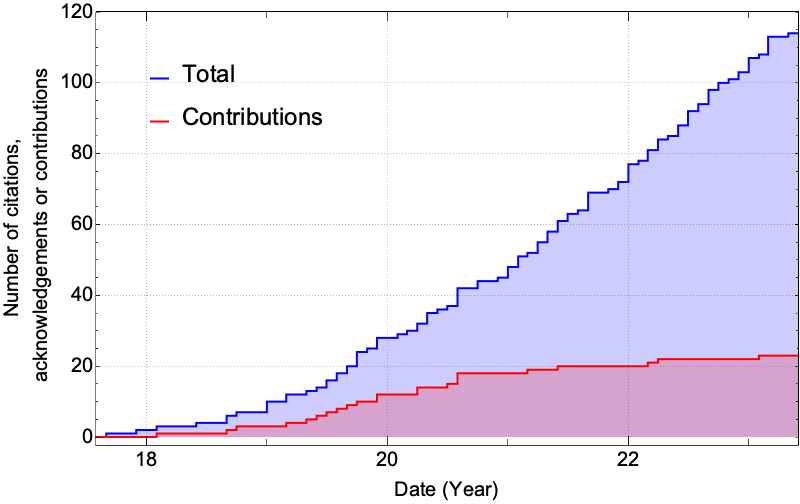 Number of citations,
acknowledgements or contributions
120
100
80
60
40
20
0
Total
Contributions
18
20
22
Date (Year)